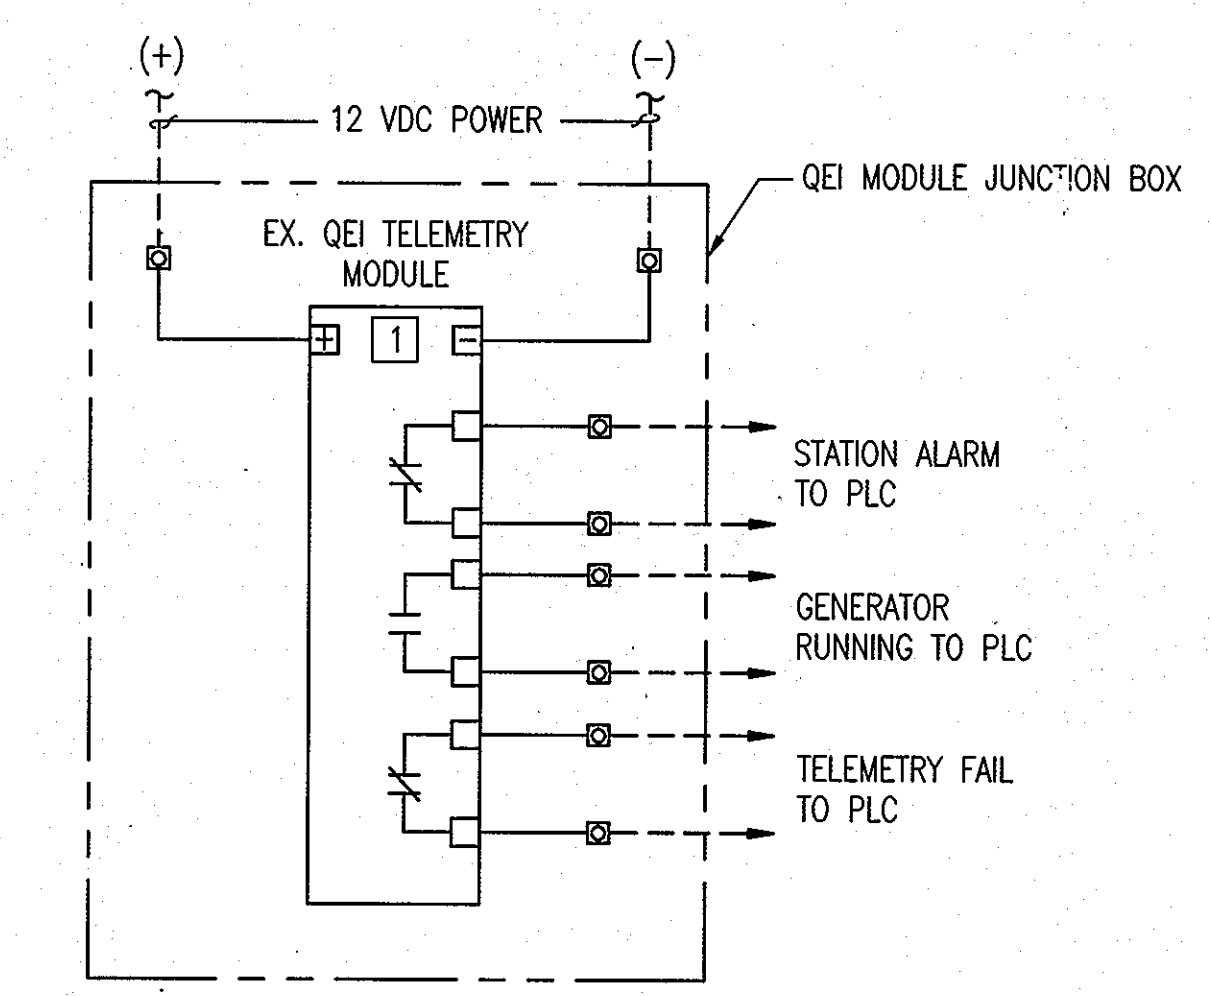 (+)
(-)
12 VDC POWER
QEI MODULE JUNCTION BOX
EX. QEI TELEMETRY
MODULE
+
1
-
STATION ALARM
TO PLC
GENERATOR
RUNNING TO PLC
TELEMETRY FAIL
TO PLC